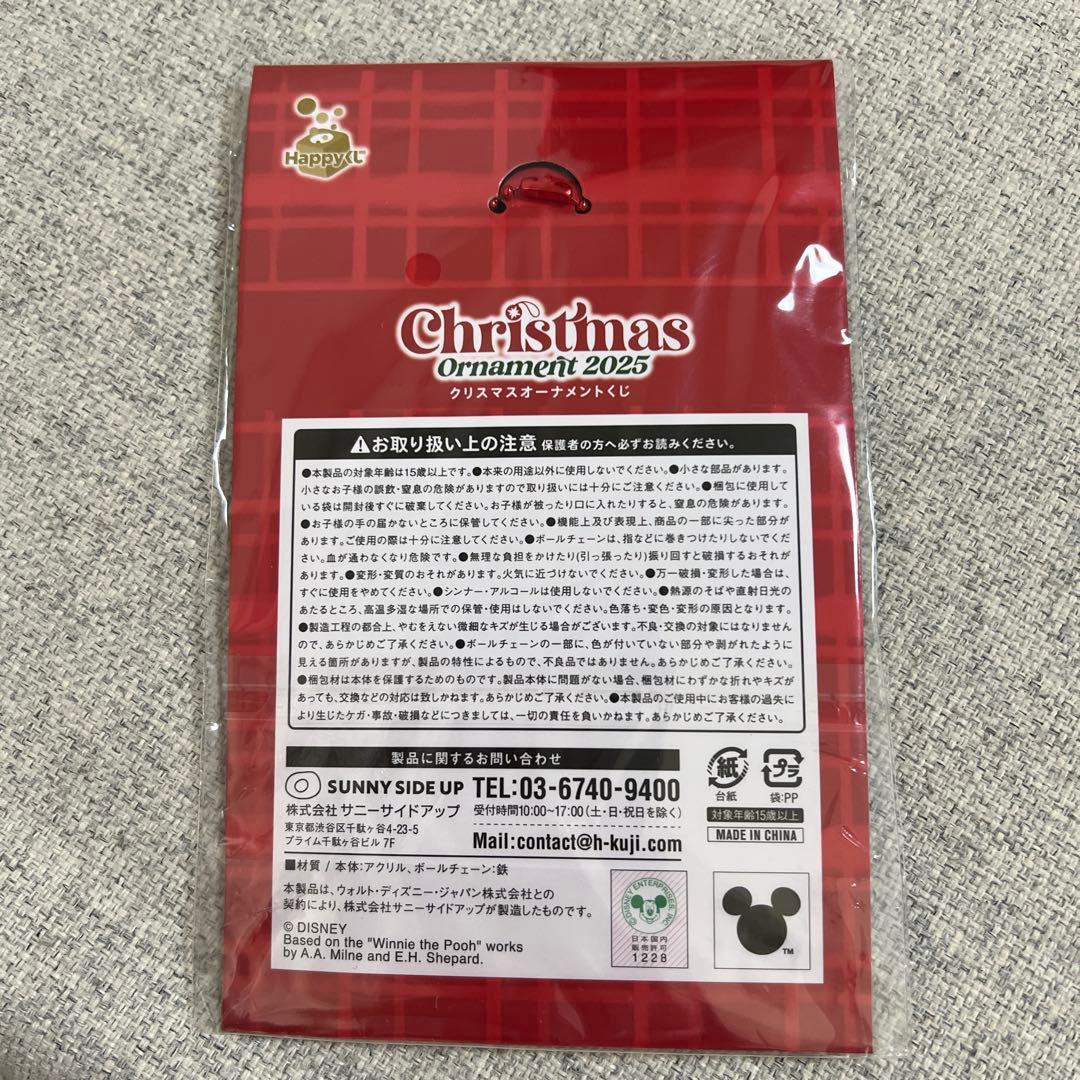 Happyくじ™
Christmas
Ornament 2025
クリスマスオーナメントくじ
⚠お取り扱い上の注意 保護者の方へ必ずお読みください。
●本製品の対象年齢は15歳以上です。●本来の用途以外に使用しないでください。●小さな部品があります。
小さなお子様の誤飲・窒息の危険がありますので取り扱いには十分にご注意ください。●梱包に使用して
いる袋は開封後すぐに破棄してください。お子様が被ったり口に入れたりすると、窒息の危険があります。
●お子様の手の届かないところに保管してください。●機能上及び表現上、商品の一部に尖った部分が
あります。ご使用の際は十分に注意してください。●ボールチェーンは、指などに巻きつけたりしないでくだ
さい。血が通わなくなり危険です。●無理な負担をかけたり(引っ張ったり)振り回すと破損するおそれが
あります。●変形・変質のおそれがあります。火気に近づけないでください。●万一破損・変形した場合は、
すぐに使用をやめてください。●シンナー・アルコールは使用しないでください。●熱源のそばや直射日光の
あたるところ、高温多湿な場所での保管・使用はしないでください。色落ち・変色・変形の原因となります。
●製造工程の都合上、やむをえない微細なキズが生じる場合がございます。不良・交換の対象にはなりません
ので、あらかじめご了承ください。●ボールチェーンの一部に、色が付いていない部分や剥がれたように
見える箇所がありますが、製品の特性によるもので、不良品ではありません。あらかじめご了承ください。
●梱包材は本体を保護するためのものです。製品本体に問題がない場合、梱包材にわずかな折れやキズが
あっても、交換などの対応は致しかねます。あらかじめご了承ください。●本製品のご使用中にお客様の過失に
より生じたケガ・事故・破損などにつきましては、一切の責任を負いかねます。あらかじめご了承ください。
製品に関するお問い合わせ
SUNNY SIDE UP
株式会社 サニーサイドアップ
東京都渋谷区千駄ヶ谷4-23-5
プライム千駄ヶ谷ビル 7F
TEL:03-6740-9400
受付時間10:00〜17:00(土・日・祝日を除く)
Mail:contact@h-kuji.com
紙
台紙
プラ
袋:PP
対象年齢15歳以上
MADE IN CHINA
■材質 / 本体:アクリル、ボールチェーン:鉄
本製品は、ウォルト・ディズニー・ジャパン株式会社との
契約により、株式会社サニーサイドアップが製造したものです。
© DISNEY
Based on the "Winnie the Pooh" works
by A.A. Milne and E.H. Shepard.
©DISNEY ENTERPRISES, INC.
日本国内
販売許可
1228
TM